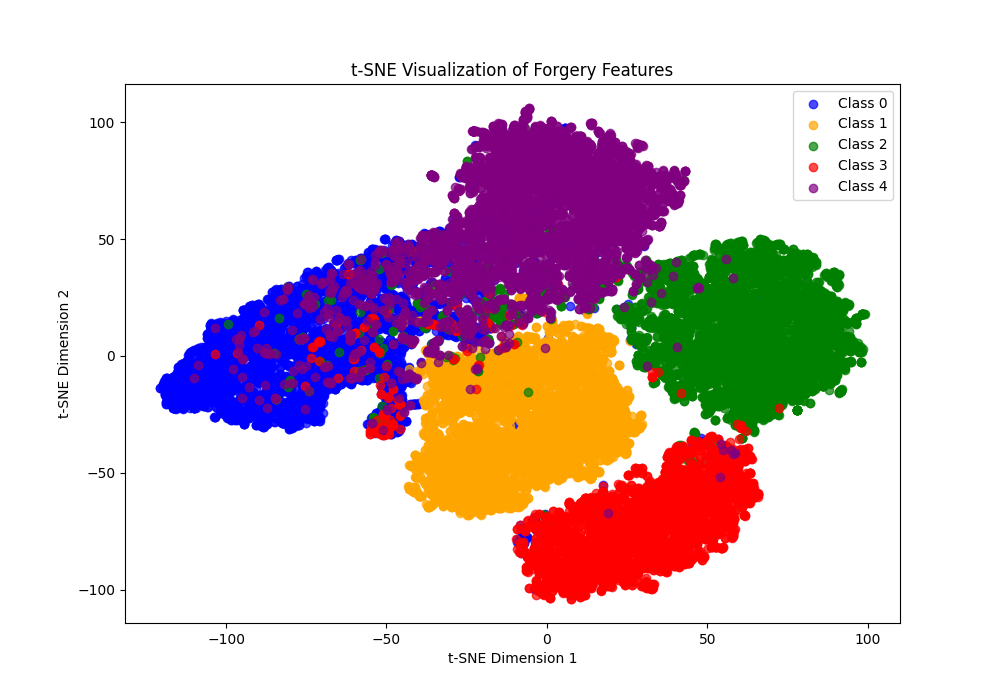 t-SNE Visualization of Forgery Features
Class 0
Class 1
Class 2
Class 3
Class 4
100
50
0
−50
−100
t-SNE Dimension 2
−100
−50
0
50
100
t-SNE Dimension 1